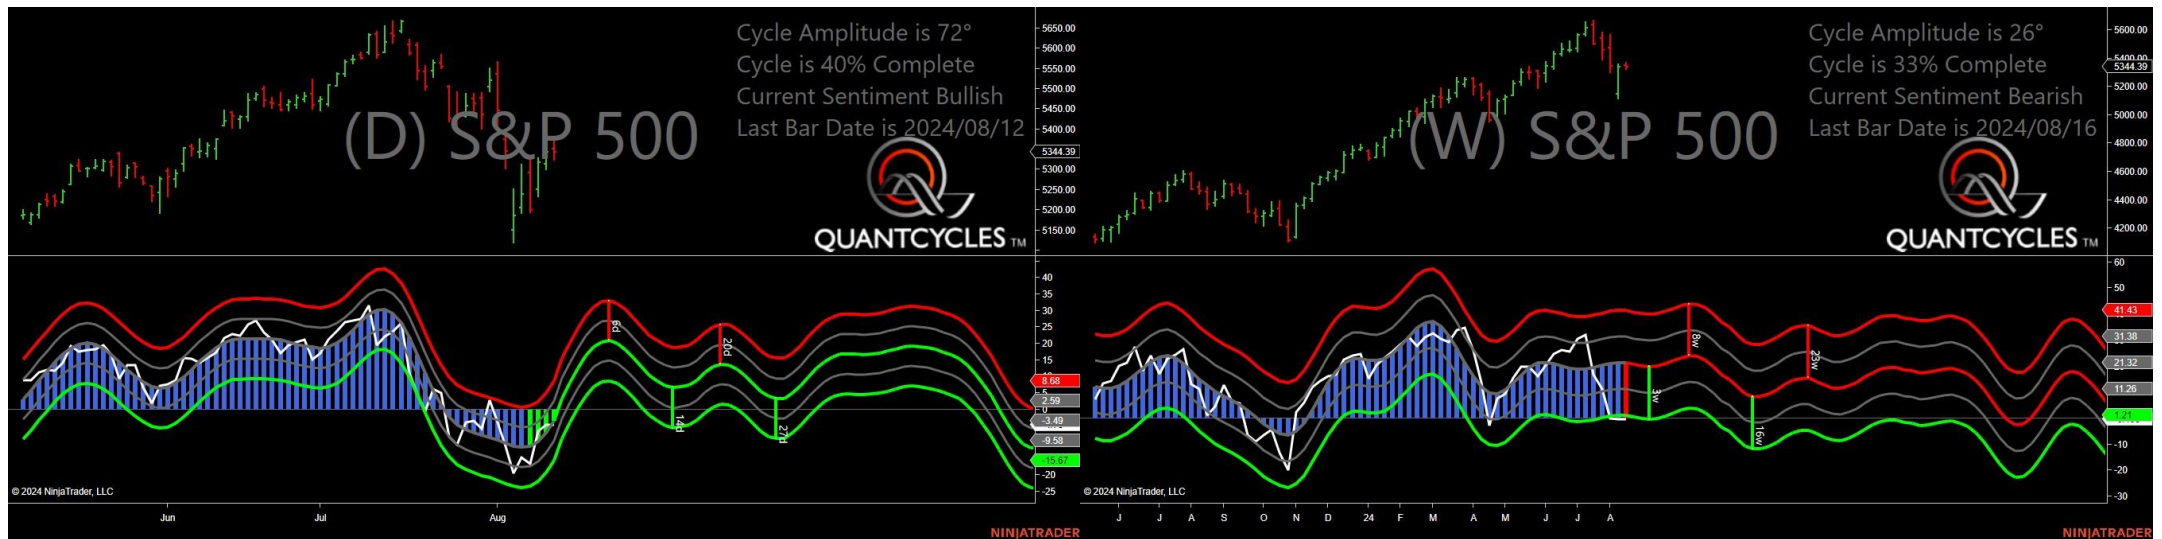 Cycle Amplitude is 72°
Cycle is 40% Complete
Current Sentiment Bullish
Last Bar Date is 2024/08/12
(D) S&P 500
QUANTCYCLES TM
5650.00
5600.00
5550.00
5500.00
5450.00
5400.00
5344.39
5300.00
5250.00
5200.00
5150.00
40
35
30
25
20
15
10
8.68
5
2.59
0
-3.49
-9.58
-15.67
-20
-25
6d
14d
20d
27d
© 2024 NinjaTrader, LLC
Jun
Jul
Aug
NINJATRADER
Cycle Amplitude is 26°
Cycle is 33% Complete
Current Sentiment Bearish
Last Bar Date is 2024/08/16
(W) S&P 500
QUANTCYCLES TM
5600.00
5400.00
5344.39
5200.00
5000.00
4800.00
4600.00
4400.00
4200.00
60
50
41.43
31.38
21.32
11.26
1.21
-10
-20
-30
3w
8w
16w
23w
© 2024 NinjaTrader, LLC
J J A S O N D 24 F M A M J J A
NINJATRADER